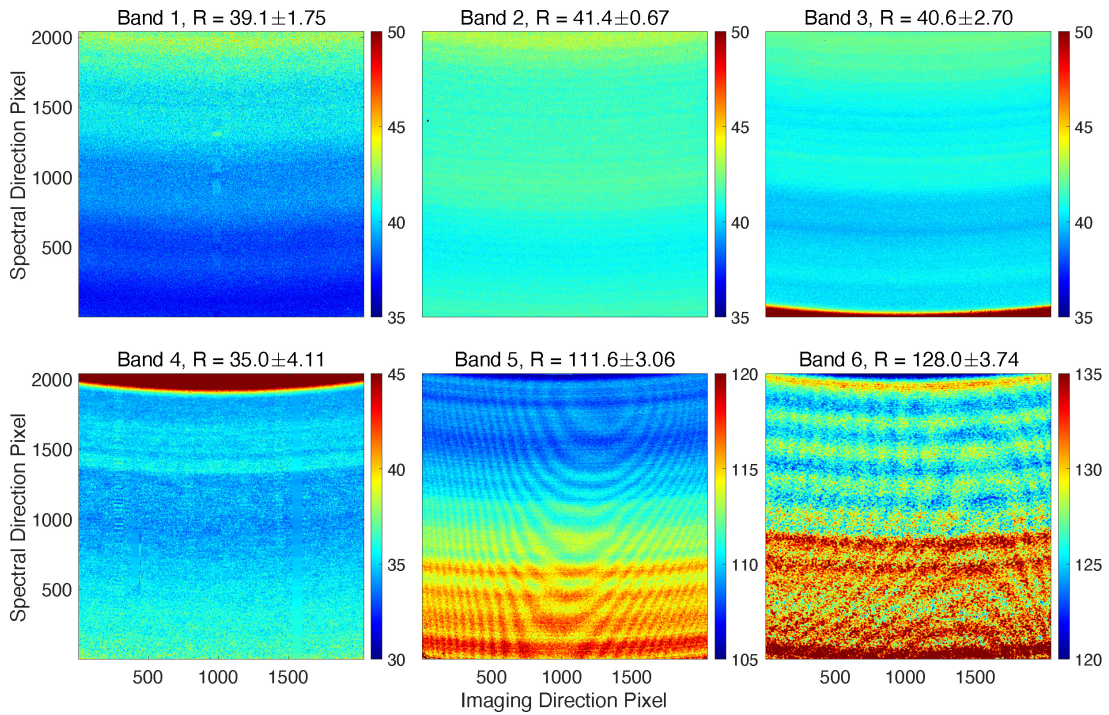 Band 1, R = 39.1±1.75
Band 2, R = 41.4±0.67
Band 3, R = 40.6±2.70
2000
1500
1000
500
Spectral Direction Pixel
50
45
40
35
50
45
40
35
50
45
40
35
Band 4, R = 35.0±4.11
Band 5, R = 111.6±3.06
Band 6, R = 128.0±3.74
2000
1500
1000
500
Spectral Direction Pixel
45
40
35
30
120
115
110
105
135
130
125
120
500 1000 1500
500 1000 1500
500 1000 1500
Imaging Direction Pixel